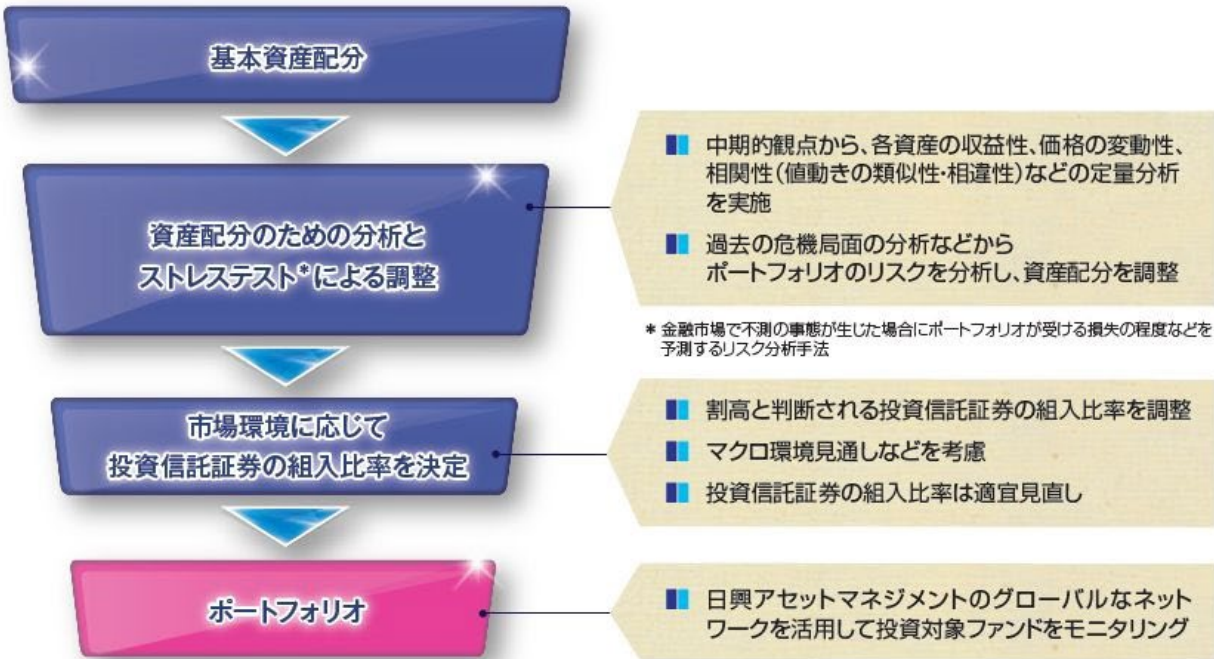 基本資産配分
資産配分のための分析と
ストレステスト*による調整
■ 中期的観点から、各資産の収益性、価格の変動性、
相関性(値動きの類似性・相違性)などの定量分析
を実施
■ 過去の危機局面の分析などから
ポートフォリオのリスクを分析し、資産配分を調整
* 金融市場で不測の事態が生じた場合にポートフォリオが受ける損失の程度などを
予測するリスク分析手法
市場環境に応じて
投資信託証券の組入比率を決定
■ 割高と判断される投資信託証券の組入比率を調整
■ マクロ環境見通しなどを考慮
■ 投資信託証券の組入比率は適宜見直し
ポートフォリオ
■ 日興アセットマネジメントのグローバルなネット
ワークを活用して投資対象ファンドをモニタリング